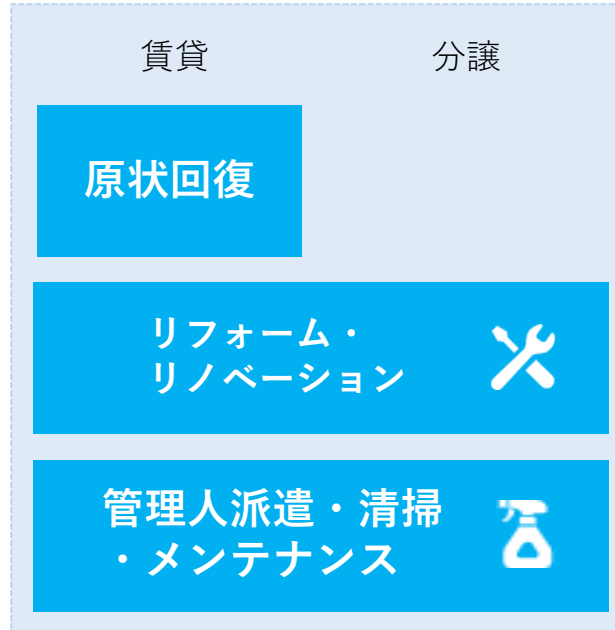 賃貸 分譲
原状回復
リフォーム・
リノベーション
管理人派遣・清掃
・メンテナンス